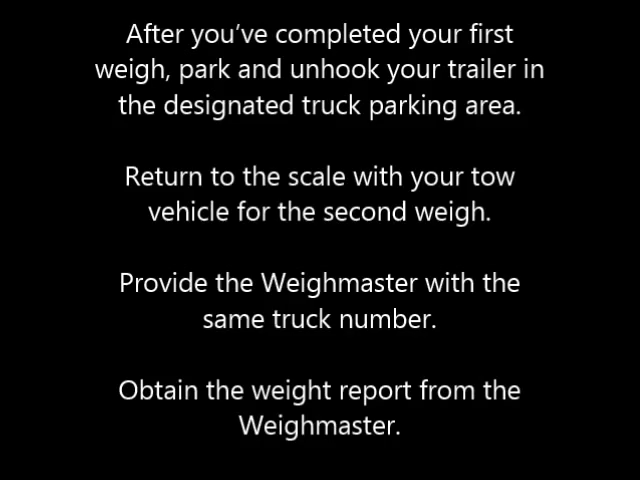 After you’ve completed your first
weigh, park and unhook your trailer in
the designated truck parking area.
Return to the scale with your tow
vehicle for the second weigh.
Provide the Weighmaster with the
same truck number.
Obtain the weight report from the
Weighmaster.